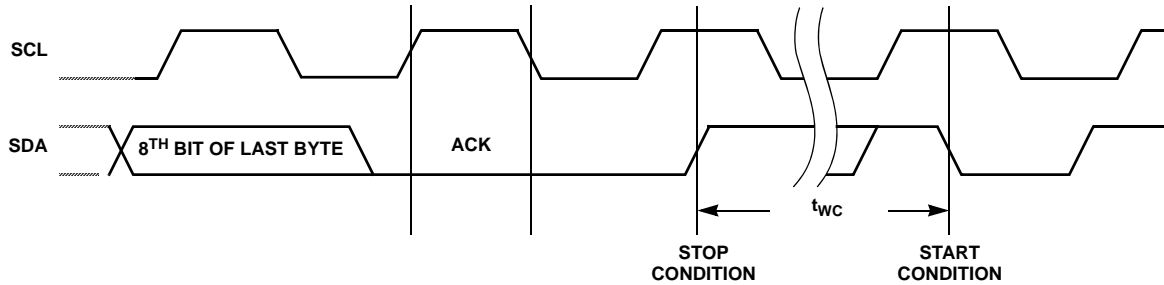 SCL
SDA
8TH BIT OF LAST BYTE
ACK
tWC
STOP
CONDITION
START
CONDITION